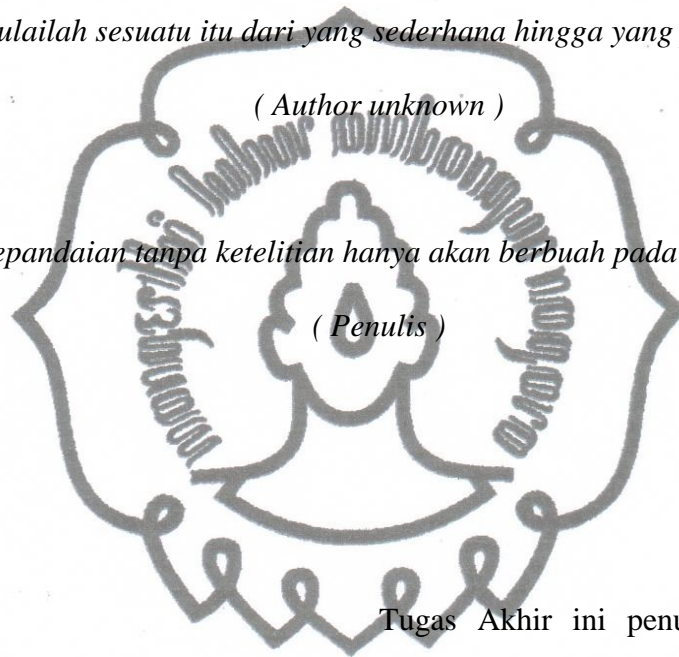 ulailah sesuatu itu dari yang sederhana hingga yang
( Author unknown )
epandaian tanpa ketelitian hanya akan berbuah pada
( Penulis )
Tugas Akhir ini penu